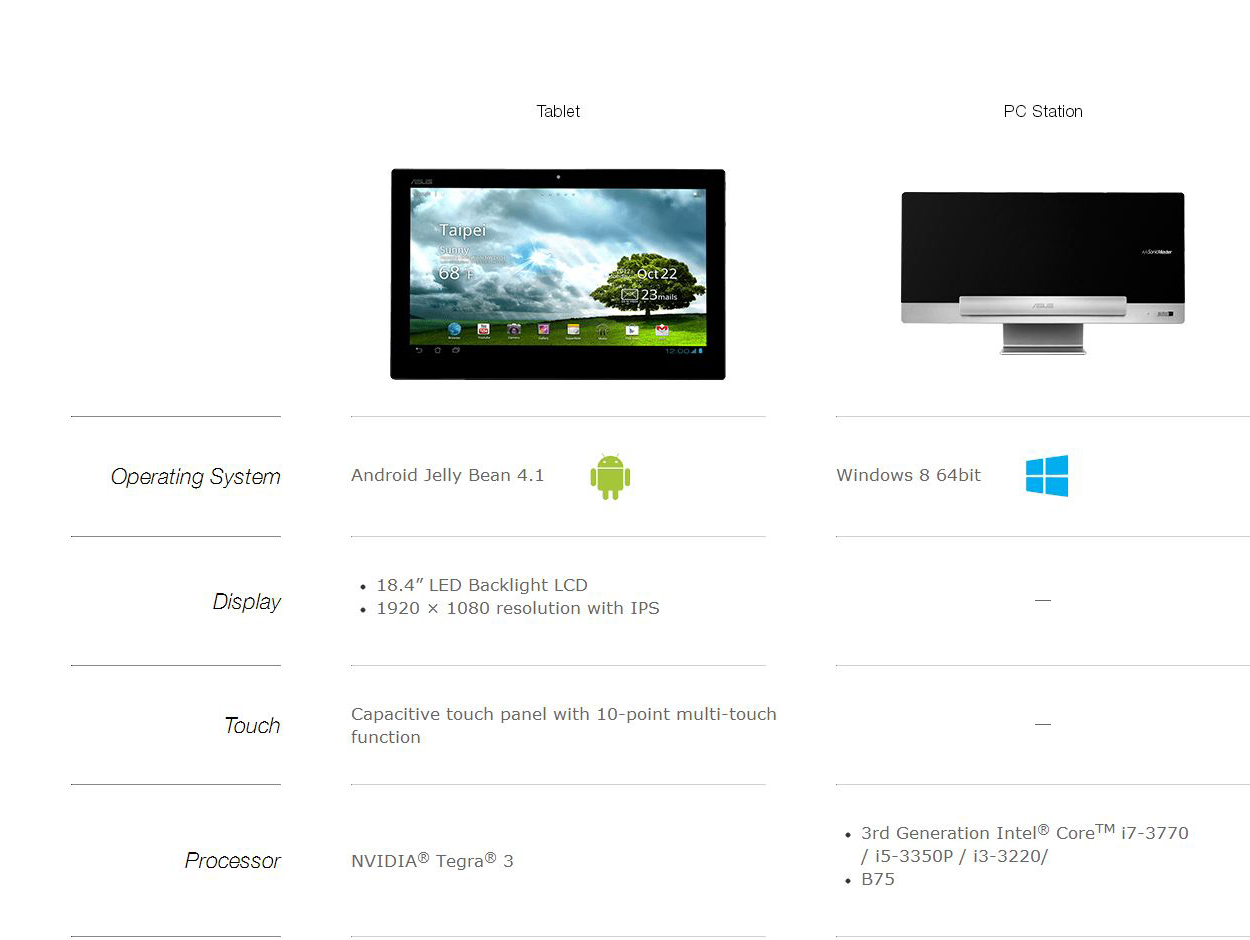 Tablet
PC Station
ASUS
Taipei
Sunny
68°F
Oct 22
23 mails
12:00
SonicMaster
ASUS
Operating System
Android Jelly Bean 4.1
Windows 8 64bit
Display
• 18.4” LED Backlight LCD
• 1920 × 1080 resolution with IPS
—
Touch
Capacitive touch panel with 10-point multi-touch
function
—
Processor
NVIDIA® Tegra® 3
• 3rd Generation Intel® Core™ i7-3770
/ i5-3350P / i3-3220/
• B75